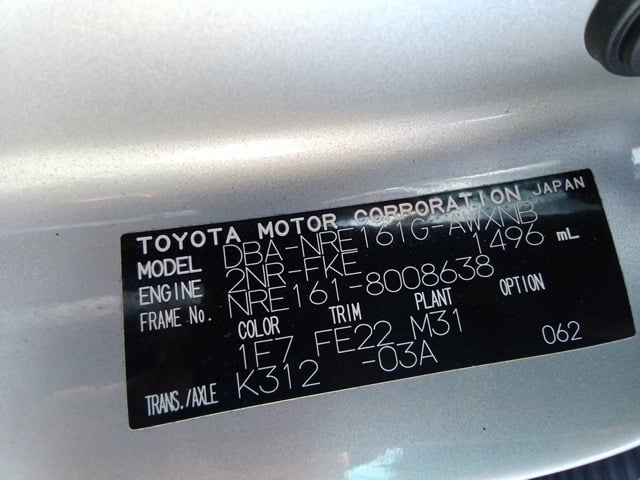 TOYOTA MOTOR CORPORATION JAPAN
MODEL DBA-NRE161G-AWXNB
ENGINE 2NR-FKE 1496 mL
FRAME No. NRE161-8008638
COLOR TRIM PLANT OPTION
1E7 FE22 M31
TRANS./AXLE K312 -03A 062